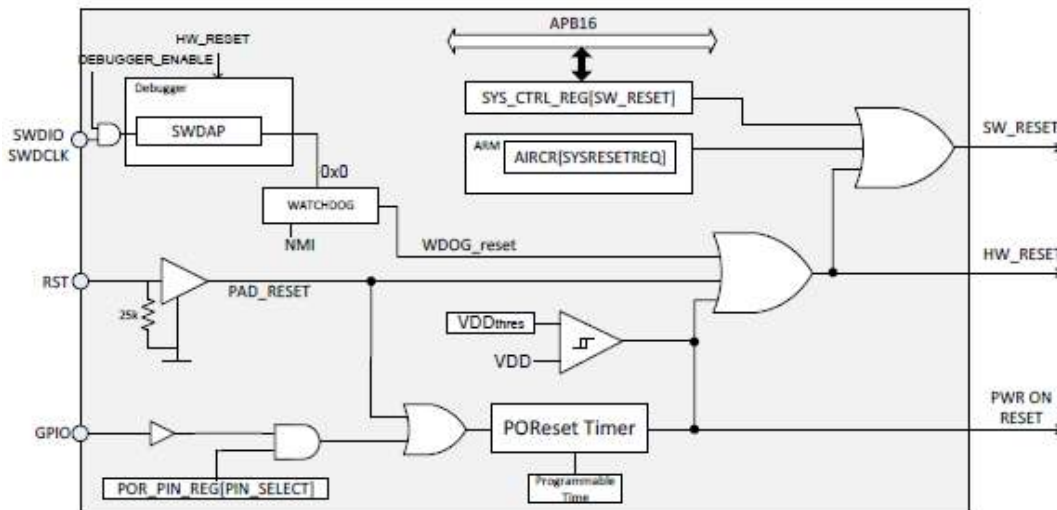 APB16
HW_RESET
DEBUGGER_ENABLE
Debugger
SYS_CTRL_REG[SW_RESET]
SW_RESET
SWDIO
SWDCLK
SWDAP
ARM
AIRCR[SYSRESETREQ]
0x0
WATCHDOG
NMI
WDOG_reset
HW_RESET
RST
PAD_RESET
25k
VDDthres
VDD
PWR ON
RESET
GPIO
POReset Timer
POR_PIN_REG[PIN_SELECT]
Programmable
Time